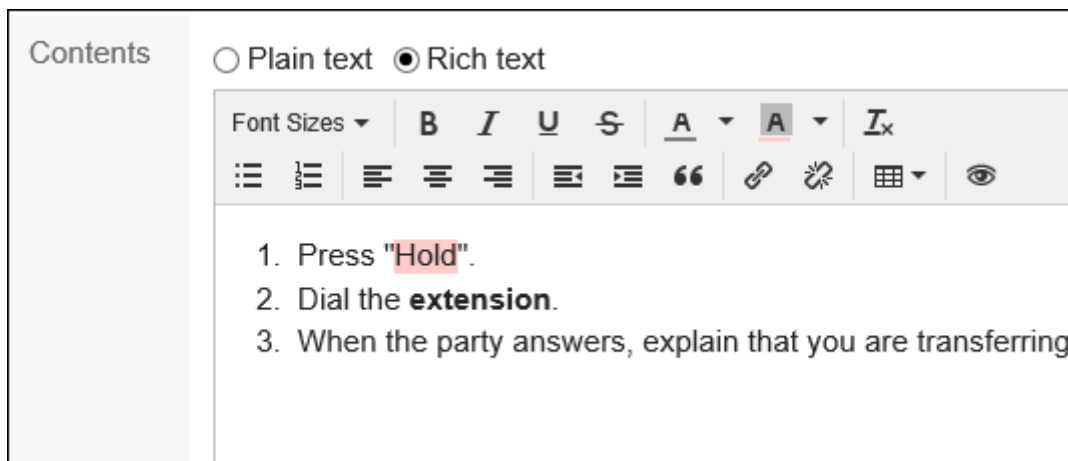 Contents
Plain text Rich text
Font Sizes B I U S A A Ix
1. Press "Hold".
2. Dial the extension.
3. When the party answers, explain that you are transferring